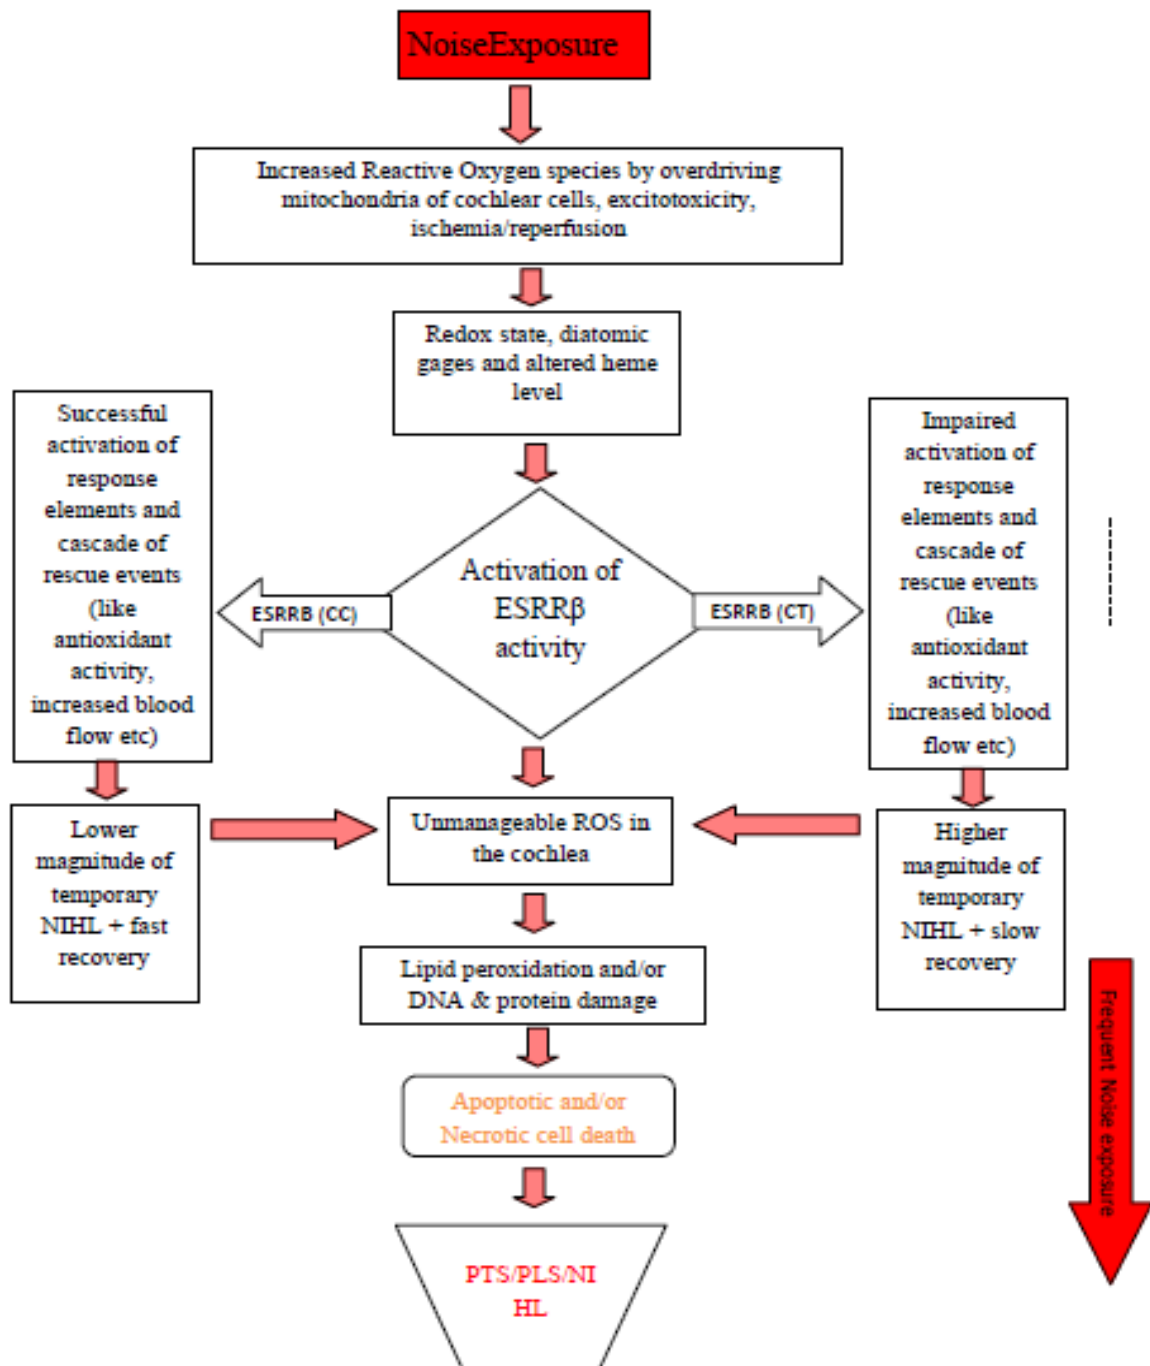 NoiseExposure
Increased Reactive Oxygen species by overdriving
mitochondria of cochlear cells, excitotoxicity,
ischemia/reperfusion
Redox state, diatomic
gages and altered heme
level
Successful
activation of
response
elements and
cascade of
rescue events
(like
antioxidant
activity,
increased blood
flow etc)
ESRRB (CC)
Activation of
ESRRβ
activity
ESRRB (CT)
Impaired
activation of
response
elements and
cascade of
rescue events
(like
antioxidant
activity,
increased blood
flow etc)
Lower
magnitude of
temporary
NIHL + fast
recovery
Unmanageable ROS in
the cochlea
Higher
magnitude of
temporary
NIHL + slow
recovery
Lipid peroxidation and/or
DNA & protein damage
Frequent Noise exposure
Apoptotic and/or
Necrotic cell death
PTS/PLS/NI
HL